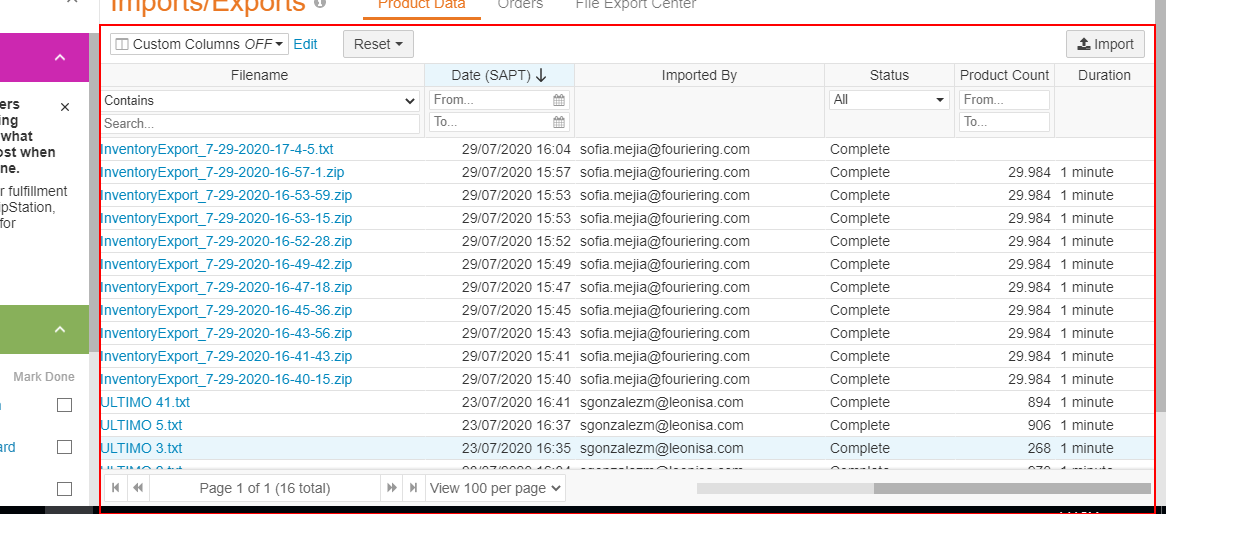 Imports/Exports Product Data Orders File Export Center
Custom Columns OFF Edit Reset Import
Filename Date (SAPT) Imported By Status Product Count Duration
Contains From... All From...
Search... To... To...
InventoryExport_7-29-2020-17-4-5.txt 29/07/2020 16:04 sofia.mejia@fouriering.com Complete
InventoryExport_7-29-2020-16-57-1.zip 29/07/2020 15:57 sofia.mejia@fouriering.com Complete 29.984 1 minute
InventoryExport_7-29-2020-16-53-59.zip 29/07/2020 15:53 sofia.mejia@fouriering.com Complete 29.984 1 minute
InventoryExport_7-29-2020-16-53-15.zip 29/07/2020 15:53 sofia.mejia@fouriering.com Complete 29.984 1 minute
InventoryExport_7-29-2020-16-52-28.zip 29/07/2020 15:52 sofia.mejia@fouriering.com Complete 29.984 1 minute
InventoryExport_7-29-2020-16-49-42.zip 29/07/2020 15:49 sofia.mejia@fouriering.com Complete 29.984 1 minute
InventoryExport_7-29-2020-16-47-18.zip 29/07/2020 15:47 sofia.mejia@fouriering.com Complete 29.984 1 minute
InventoryExport_7-29-2020-16-45-36.zip 29/07/2020 15:45 sofia.mejia@fouriering.com Complete 29.984 1 minute
InventoryExport_7-29-2020-16-43-56.zip 29/07/2020 15:43 sofia.mejia@fouriering.com Complete 29.984 1 minute
InventoryExport_7-29-2020-16-41-43.zip 29/07/2020 15:41 sofia.mejia@fouriering.com Complete 29.984 1 minute
InventoryExport_7-29-2020-16-40-15.zip 29/07/2020 15:40 sofia.mejia@fouriering.com Complete 29.984 1 minute
ULTIMO 41.txt 23/07/2020 16:41 sgonzalezm@leonisa.com Complete 894 1 minute
ULTIMO 5.txt 23/07/2020 16:37 sgonzalezm@leonisa.com Complete 906 1 minute
ULTIMO 3.txt 23/07/2020 16:35 sgonzalezm@leonisa.com Complete 268 1 minute
Page 1 of 1 (16 total) View 100 per page
ers
ing
what
ost when
ne.
r fulfillment
ipStation,
for
Mark Done
ard